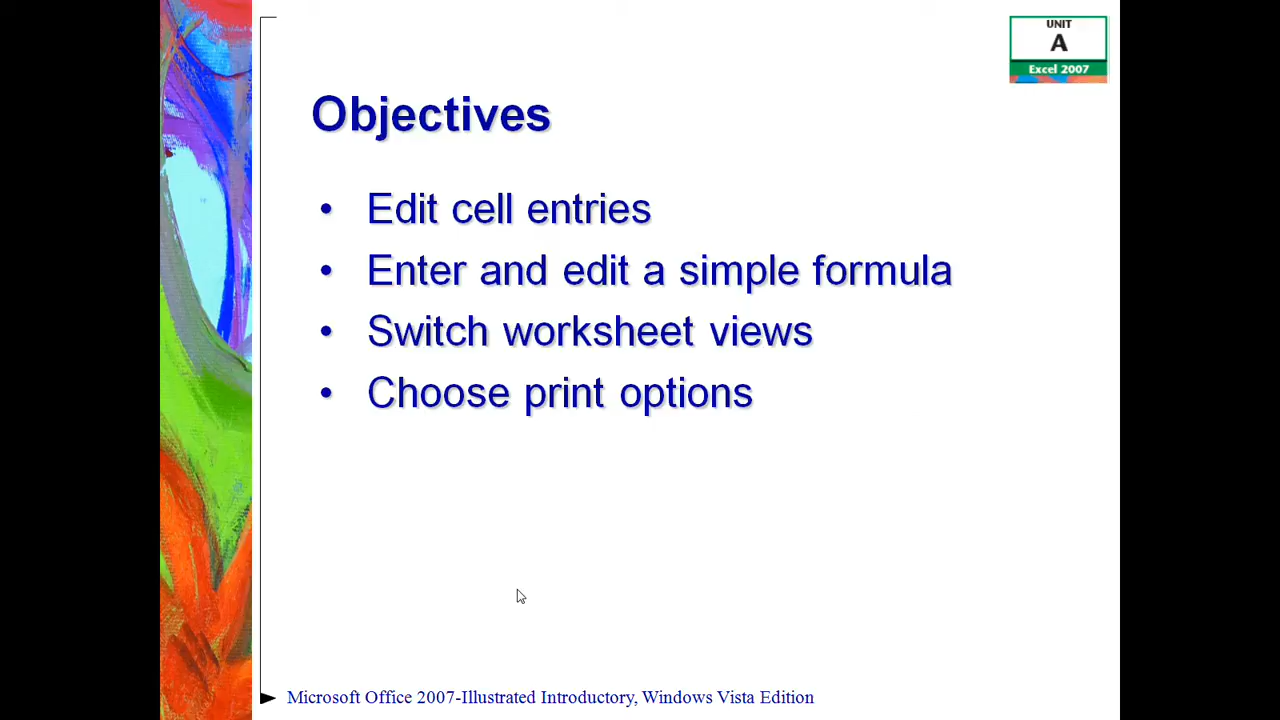 UNIT
A
Excel 2007
Objectives
• Edit cell entries
• Enter and edit a simple formula
• Switch worksheet views
• Choose print options
Microsoft Office 2007-Illustrated Introductory, Windows Vista Edition